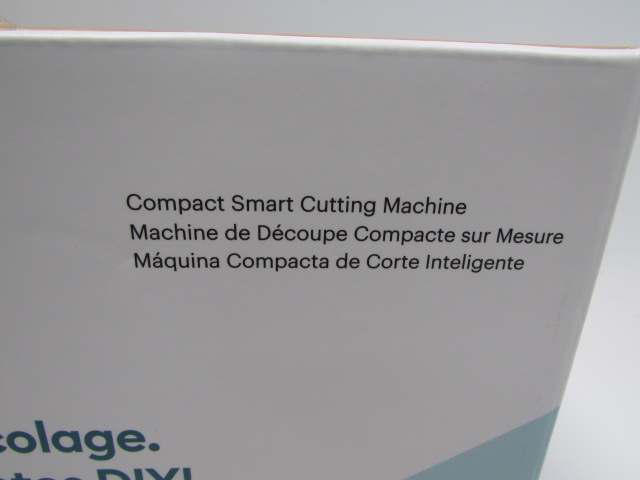 Compact Smart Cutting Machine
Machine de Découpe Compacte sur Mesure
Máquina Compacta de Corte Inteligente
colage.